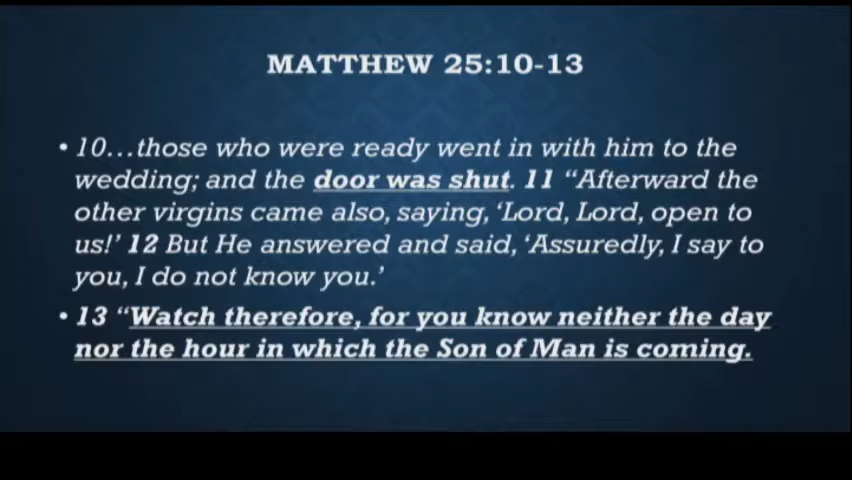 MATTHEW 25:10-13
• 10...those who were ready went in with him to the
wedding; and the door was shut. 11 “Afterward the
other virgins came also, saying, ‘Lord, Lord, open to
us!’ 12 But He answered and said, ‘Assuredly, I say to
you, I do not know you.’
• 13 “Watch therefore, for you know neither the day
nor the hour in which the Son of Man is coming.